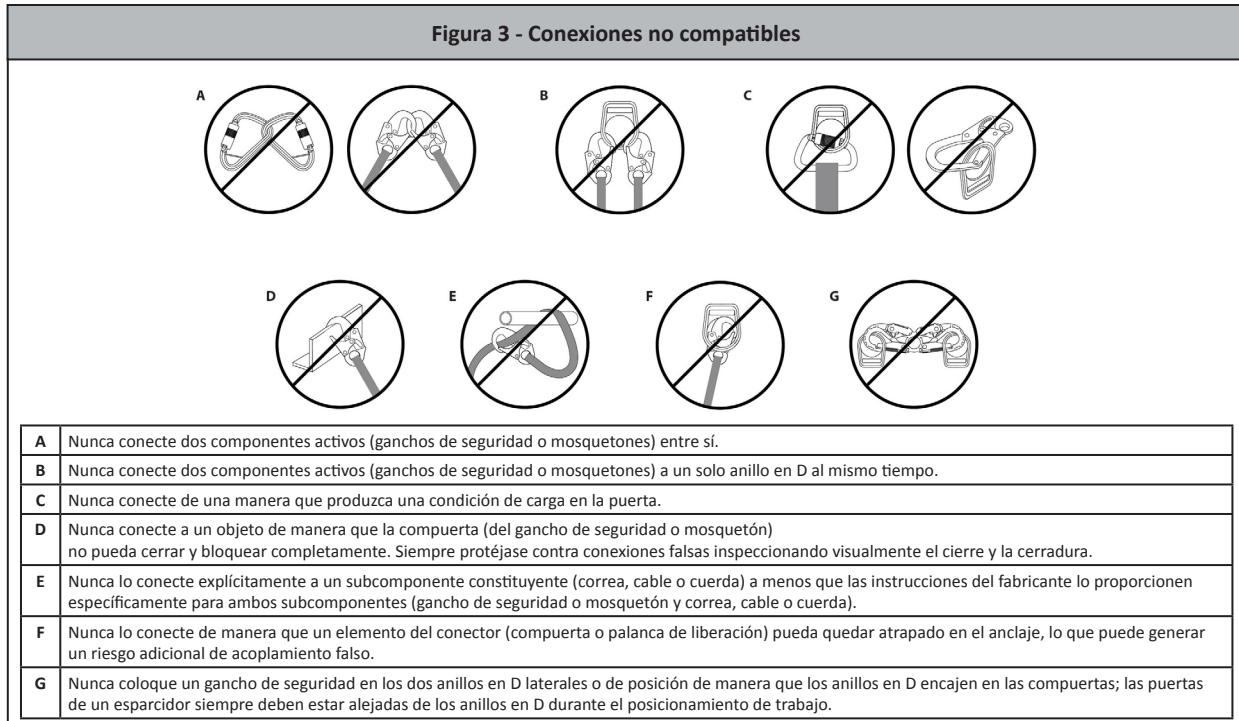 Figura 3 - Conexiones no compatibles
A
B
C
D
E
F
G
A Nunca conecte dos componentes activos (ganchos de seguridad o mosquetones) entre sí.
B Nunca conecte dos componentes activos (ganchos de seguridad o mosquetones) a un solo anillo en D al mismo tiempo.
C Nunca conecte de una manera que produzca una condición de carga en la puerta.
D Nunca conecte a un objeto de manera que la compuerta (del gancho de seguridad o mosquetón)
no pueda cerrar y bloquear completamente. Siempre protéjase contra conexiones falsas inspeccionando visualmente el cierre y la cerradura.
E Nunca lo conecte explícitamente a un subcomponente constituyente (correa, cable o cuerda) a menos que las instrucciones del fabricante lo proporcionen
específicamente para ambos subcomponentes (gancho de seguridad o mosquetón y correa, cable o cuerda).
F Nunca lo conecte de manera que un elemento del conector (compuerta o palanca de liberación) pueda quedar atrapado en el anclaje, lo que puede generar
un riesgo adicional de acoplamiento falso.
G Nunca coloque un gancho de seguridad en los dos anillos en D laterales o de posición de manera que los anillos en D encajen en las compuertas; las puertas
de un esparcidor siempre deben estar alejadas de los anillos en D durante el posicionamiento de trabajo.